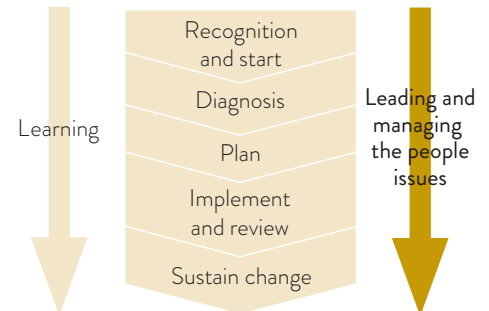 Recognition
and start
Diagnosis
Plan
Implement
and review
Sustain change
Learning
Leading and
managing
the people
issues